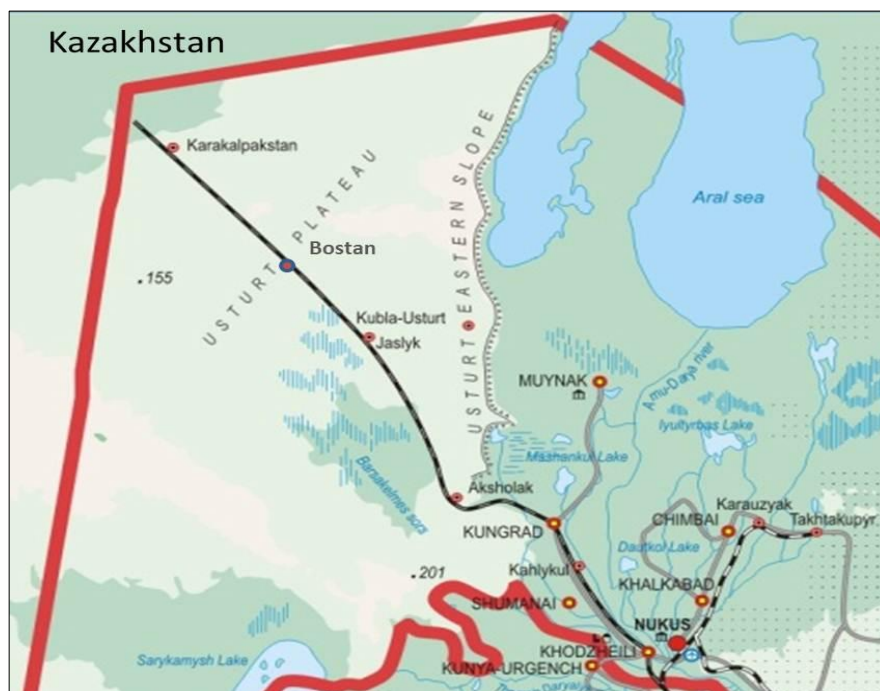 Kazakhstan
Karakalpakstan
USTURT PLATEAU
Bostan
155
USTURT EASTERN SLOPE
Aral sea
Kubla-Usturt
Jaslyk
MUYNAK
Amu-Darya river
Iyultyrbas Lake
Mashankul Lake
Barsakelmes sors
Aksholak
KUNGRAD
CHIMBAI
Karauzyak
Takhtakupyr
Dautkol Lake
Kahlykul
201
KHALKABAD
SHUMANAI
NUKUS
KHODZHEILI
KUNYA-URGENCH
Sarykamysh Lake